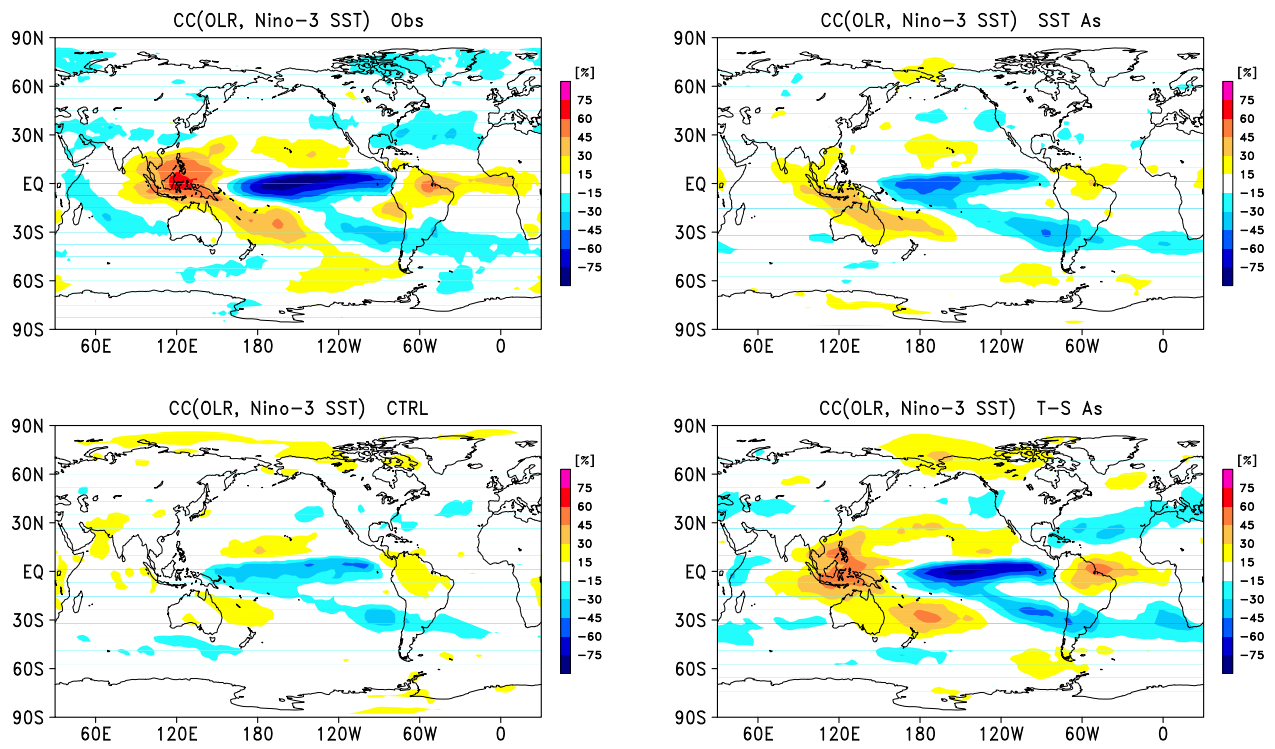 CC(OLR, Nino-3 SST) Obs
90N
60N
30N
EQ
30S
60S
90S
60E 120E 180 120W 60W 0
[%]
75
60
45
30
15
-15
-30
-45
-60
-75
CC(OLR, Nino-3 SST) SST As
90N
60N
30N
EQ
30S
60S
90S
60E 120E 180 120W 60W 0
[%]
75
60
45
30
15
-15
-30
-45
-60
-75
CC(OLR, Nino-3 SST) CTRL
90N
60N
30N
EQ
30S
60S
90S
60E 120E 180 120W 60W 0
[%]
75
60
45
30
15
-15
-30
-45
-60
-75
CC(OLR, Nino-3 SST) T-S As
90N
60N
30N
EQ
30S
60S
90S
60E 120E 180 120W 60W 0
[%]
75
60
45
30
15
-15
-30
-45
-60
-75